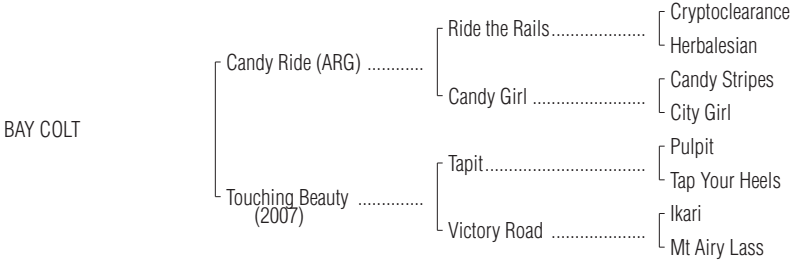 Cryptoclearance
Ride the Rails....................
Herbalesian
Candy Ride (ARG) ............
Candy Stripes
Candy Girl ........................
City Girl
BAY COLT
Pulpit
Tapit..................................
Tap Your Heels
Touching Beauty ..............
(2007)
Ikari
Victory Road ....................
Mt Airy Lass